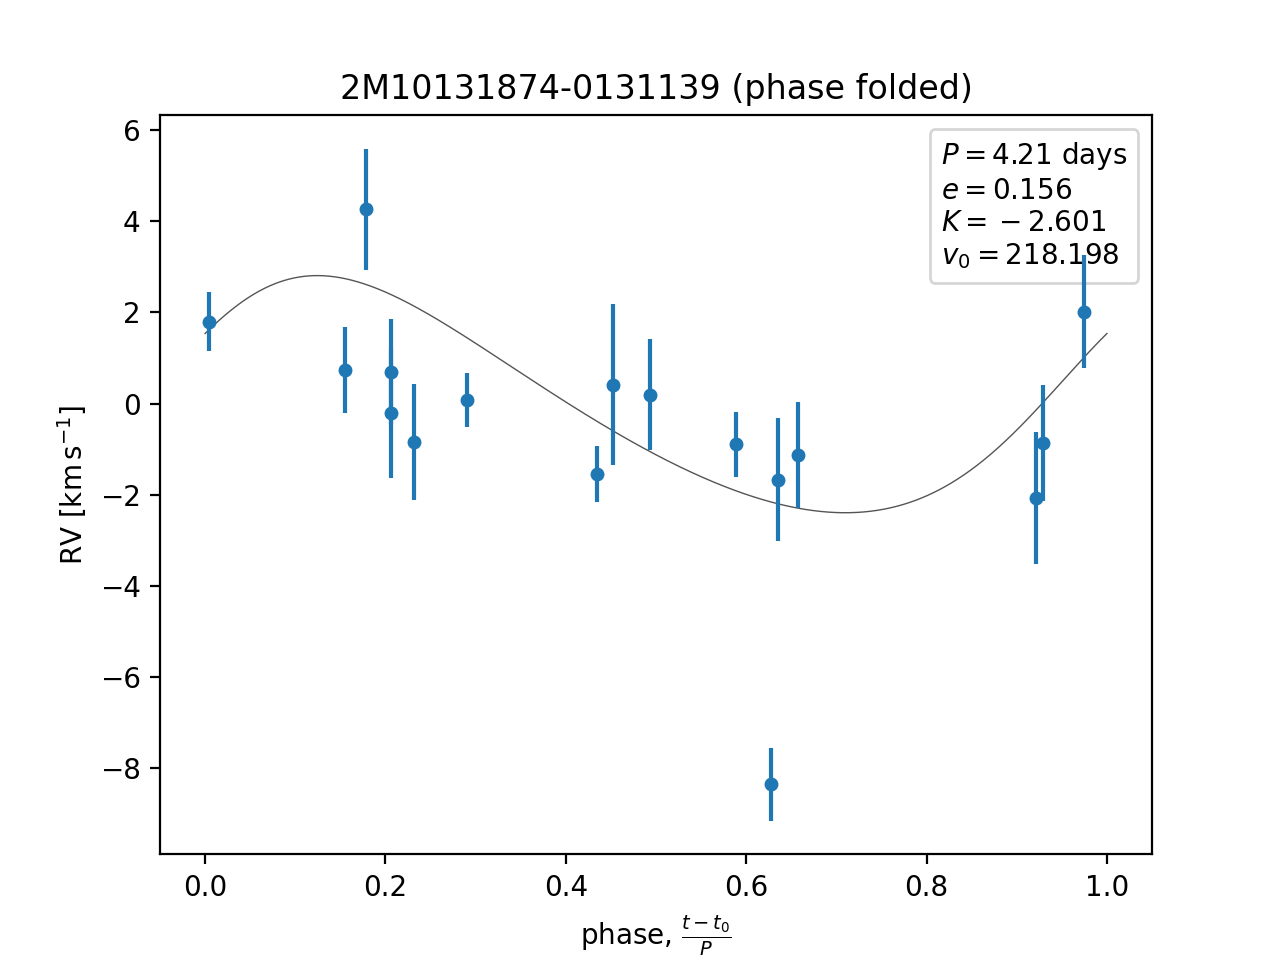 2M10131874-0131139 (phase folded)
P = 4.21 days
e = 0.156
K = −2.601
v₀ = 218.198
RV [km s⁻¹]
6
4
2
0
−2
−4
−6
−8
0.0 0.2 0.4 0.6 0.8 1.0
phase, (t − t₀)/P